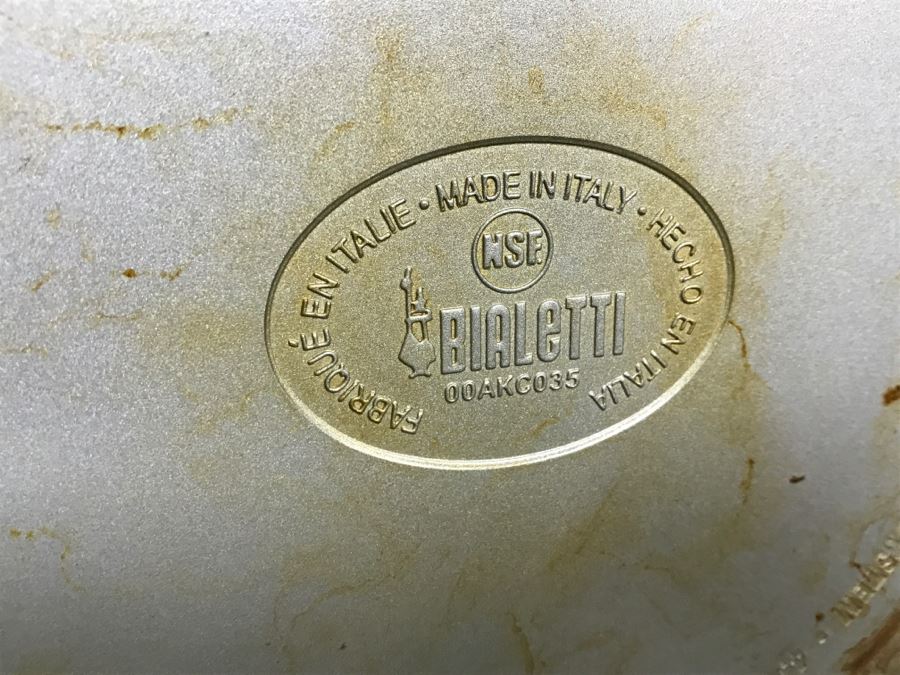 FABRIQUÉ EN ITALIE • MADE IN ITALY • HECHO EN ITALIA
NSF.
BIALeTTI
00AKC035